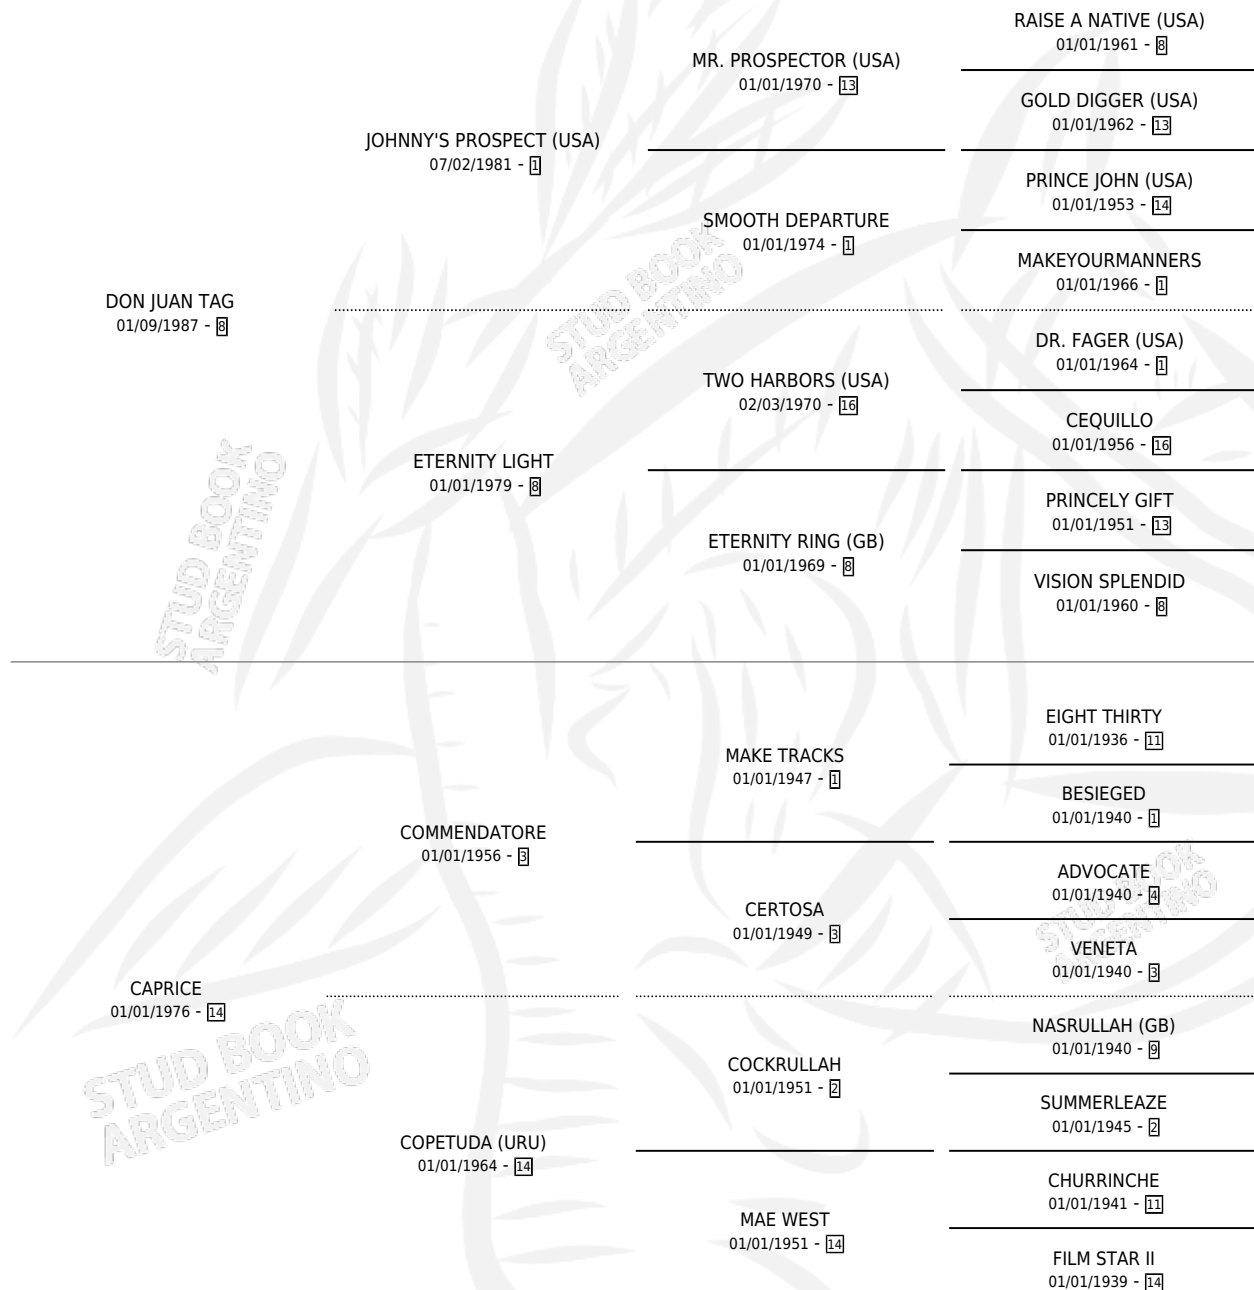 RAISE A NATIVE (USA)
01/01/1961 - 8
MR. PROSPECTOR (USA)
01/01/1970 - 13
GOLD DIGGER (USA)
01/01/1962 - 13
JOHNNY'S PROSPECT (USA)
07/02/1981 - 1
PRINCE JOHN (USA)
01/01/1953 - 14
SMOOTH DEPARTURE
01/01/1974 - 1
MAKEYOURMANNERS
01/01/1966 - 1
DON JUAN TAG
01/09/1987 - 8
DR. FAGER (USA)
01/01/1964 - 1
TWO HARBORS (USA)
02/03/1970 - 16
CEQUILLO
01/01/1956 - 16
ETERNITY LIGHT
01/01/1979 - 8
PRINCELY GIFT
01/01/1951 - 13
ETERNITY RING (GB)
01/01/1969 - 8
VISION SPLENDID
01/01/1960 - 8
EIGHT THIRTY
01/01/1936 - 11
MAKE TRACKS
01/01/1947 - 1
BESIEGED
01/01/1940 - 1
COMMENDATORE
01/01/1956 - 3
ADVOCATE
01/01/1940 - 4
CERTOSA
01/01/1949 - 3
VENETA
01/01/1940 - 3
CAPRICE
01/01/1976 - 14
NASRULLAH (GB)
01/01/1940 - 9
COCKRULLAH
01/01/1951 - 2
SUMMERLEAZE
01/01/1945 - 2
COPETUDA (URU)
01/01/1964 - 14
CHURRINCHE
01/01/1941 - 11
MAE WEST
01/01/1951 - 14
FILM STAR II
01/01/1939 - 14
STUD BOOK
ARGENTINO
STUD BOOK
ARGENTINO
STUD BOOK
ARGENTINO
STUD BOOK
ARGENTINO